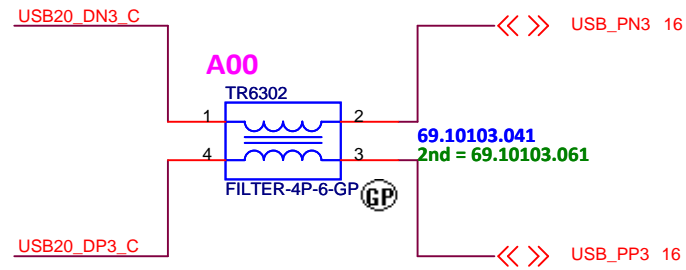 USB20_DN3_C
USB_PN3 16
A00
TR6302
1
2
69.10103.041
4
3
2nd = 69.10103.061
FILTER-4P-6-GP
GP
USB20_DP3_C
USB_PP3 16